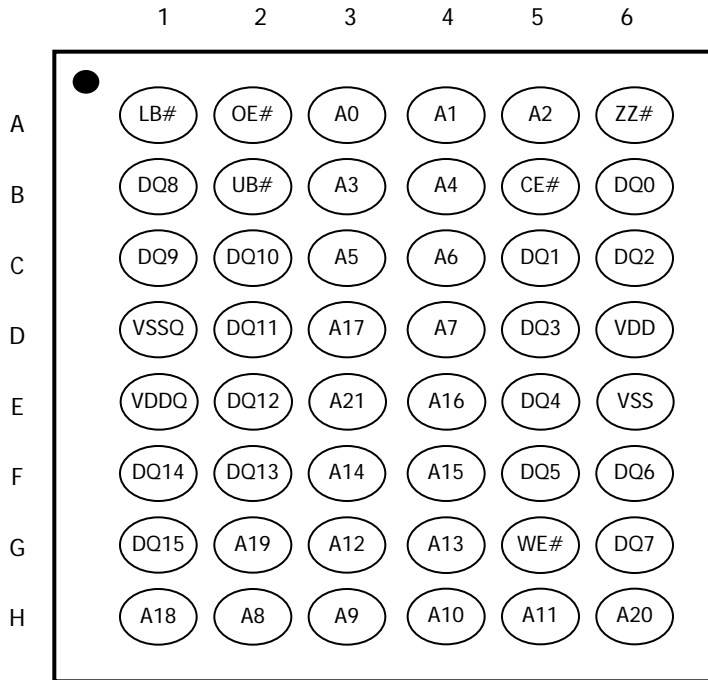 1 2 3 4 5 6
A LB# OE# A0 A1 A2 ZZ#
B DQ8 UB# A3 A4 CE# DQ0
C DQ9 DQ10 A5 A6 DQ1 DQ2
D VSSQ DQ11 A17 A7 DQ3 VDD
E VDDQ DQ12 A21 A16 DQ4 VSS
F DQ14 DQ13 A14 A15 DQ5 DQ6
G DQ15 A19 A12 A13 WE# DQ7
H A18 A8 A9 A10 A11 A20